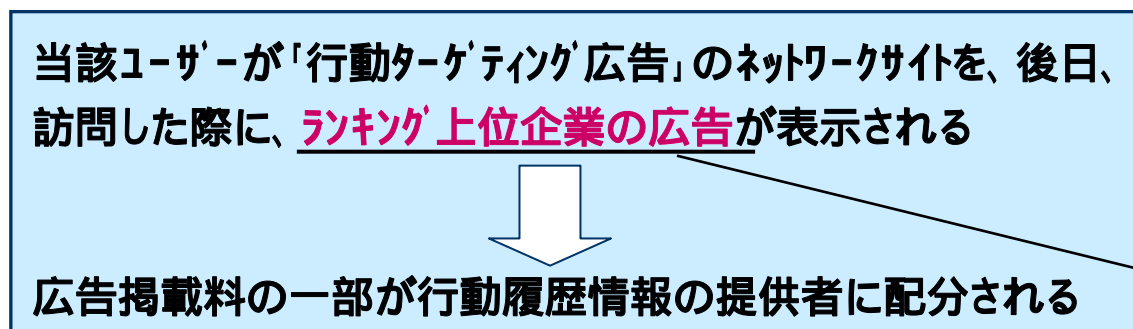 当該ﾕｰｻﾞｰが｢行動ﾀｰｹﾞﾃｨﾝｸﾞ広告｣のﾈｯﾄﾜｰｸｻｲﾄを､後日､
訪問した際に､ﾗﾝｷﾝｸﾞ上位企業の広告が表示される
広告掲載料の一部が行動履歴情報の提供者に配分される